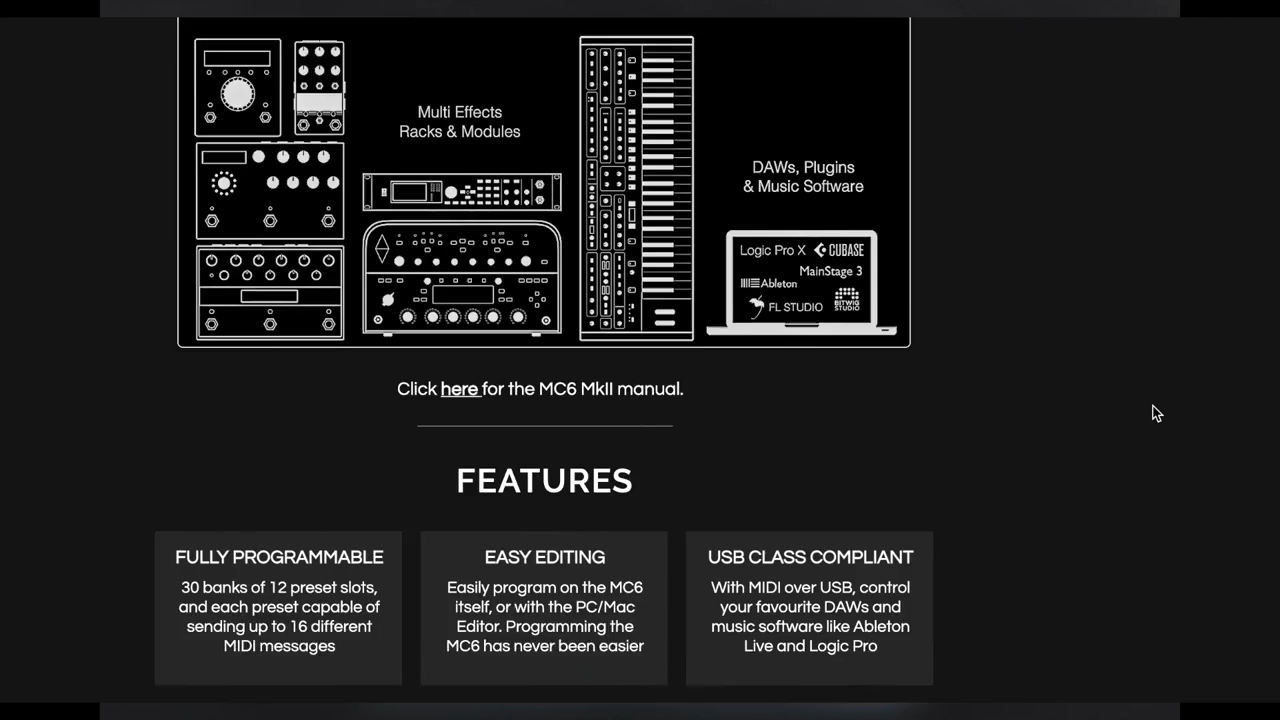 Multi Effects
Racks & Modules
DAWs, Plugins
& Music Software
Logic Pro X CUBASE
MainStage 3
Ableton
FL STUDIO BITWIG STUDIO
Click here for the MC6 MkII manual.
FEATURES
FULLY PROGRAMMABLE
30 banks of 12 preset slots,
and each preset capable of
sending up to 16 different
MIDI messages
EASY EDITING
Easily program on the MC6
itself, or with the PC/Mac
Editor. Programming the
MC6 has never been easier
USB CLASS COMPLIANT
With MIDI over USB, control
your favourite DAWs and
music software like Ableton
Live and Logic Pro